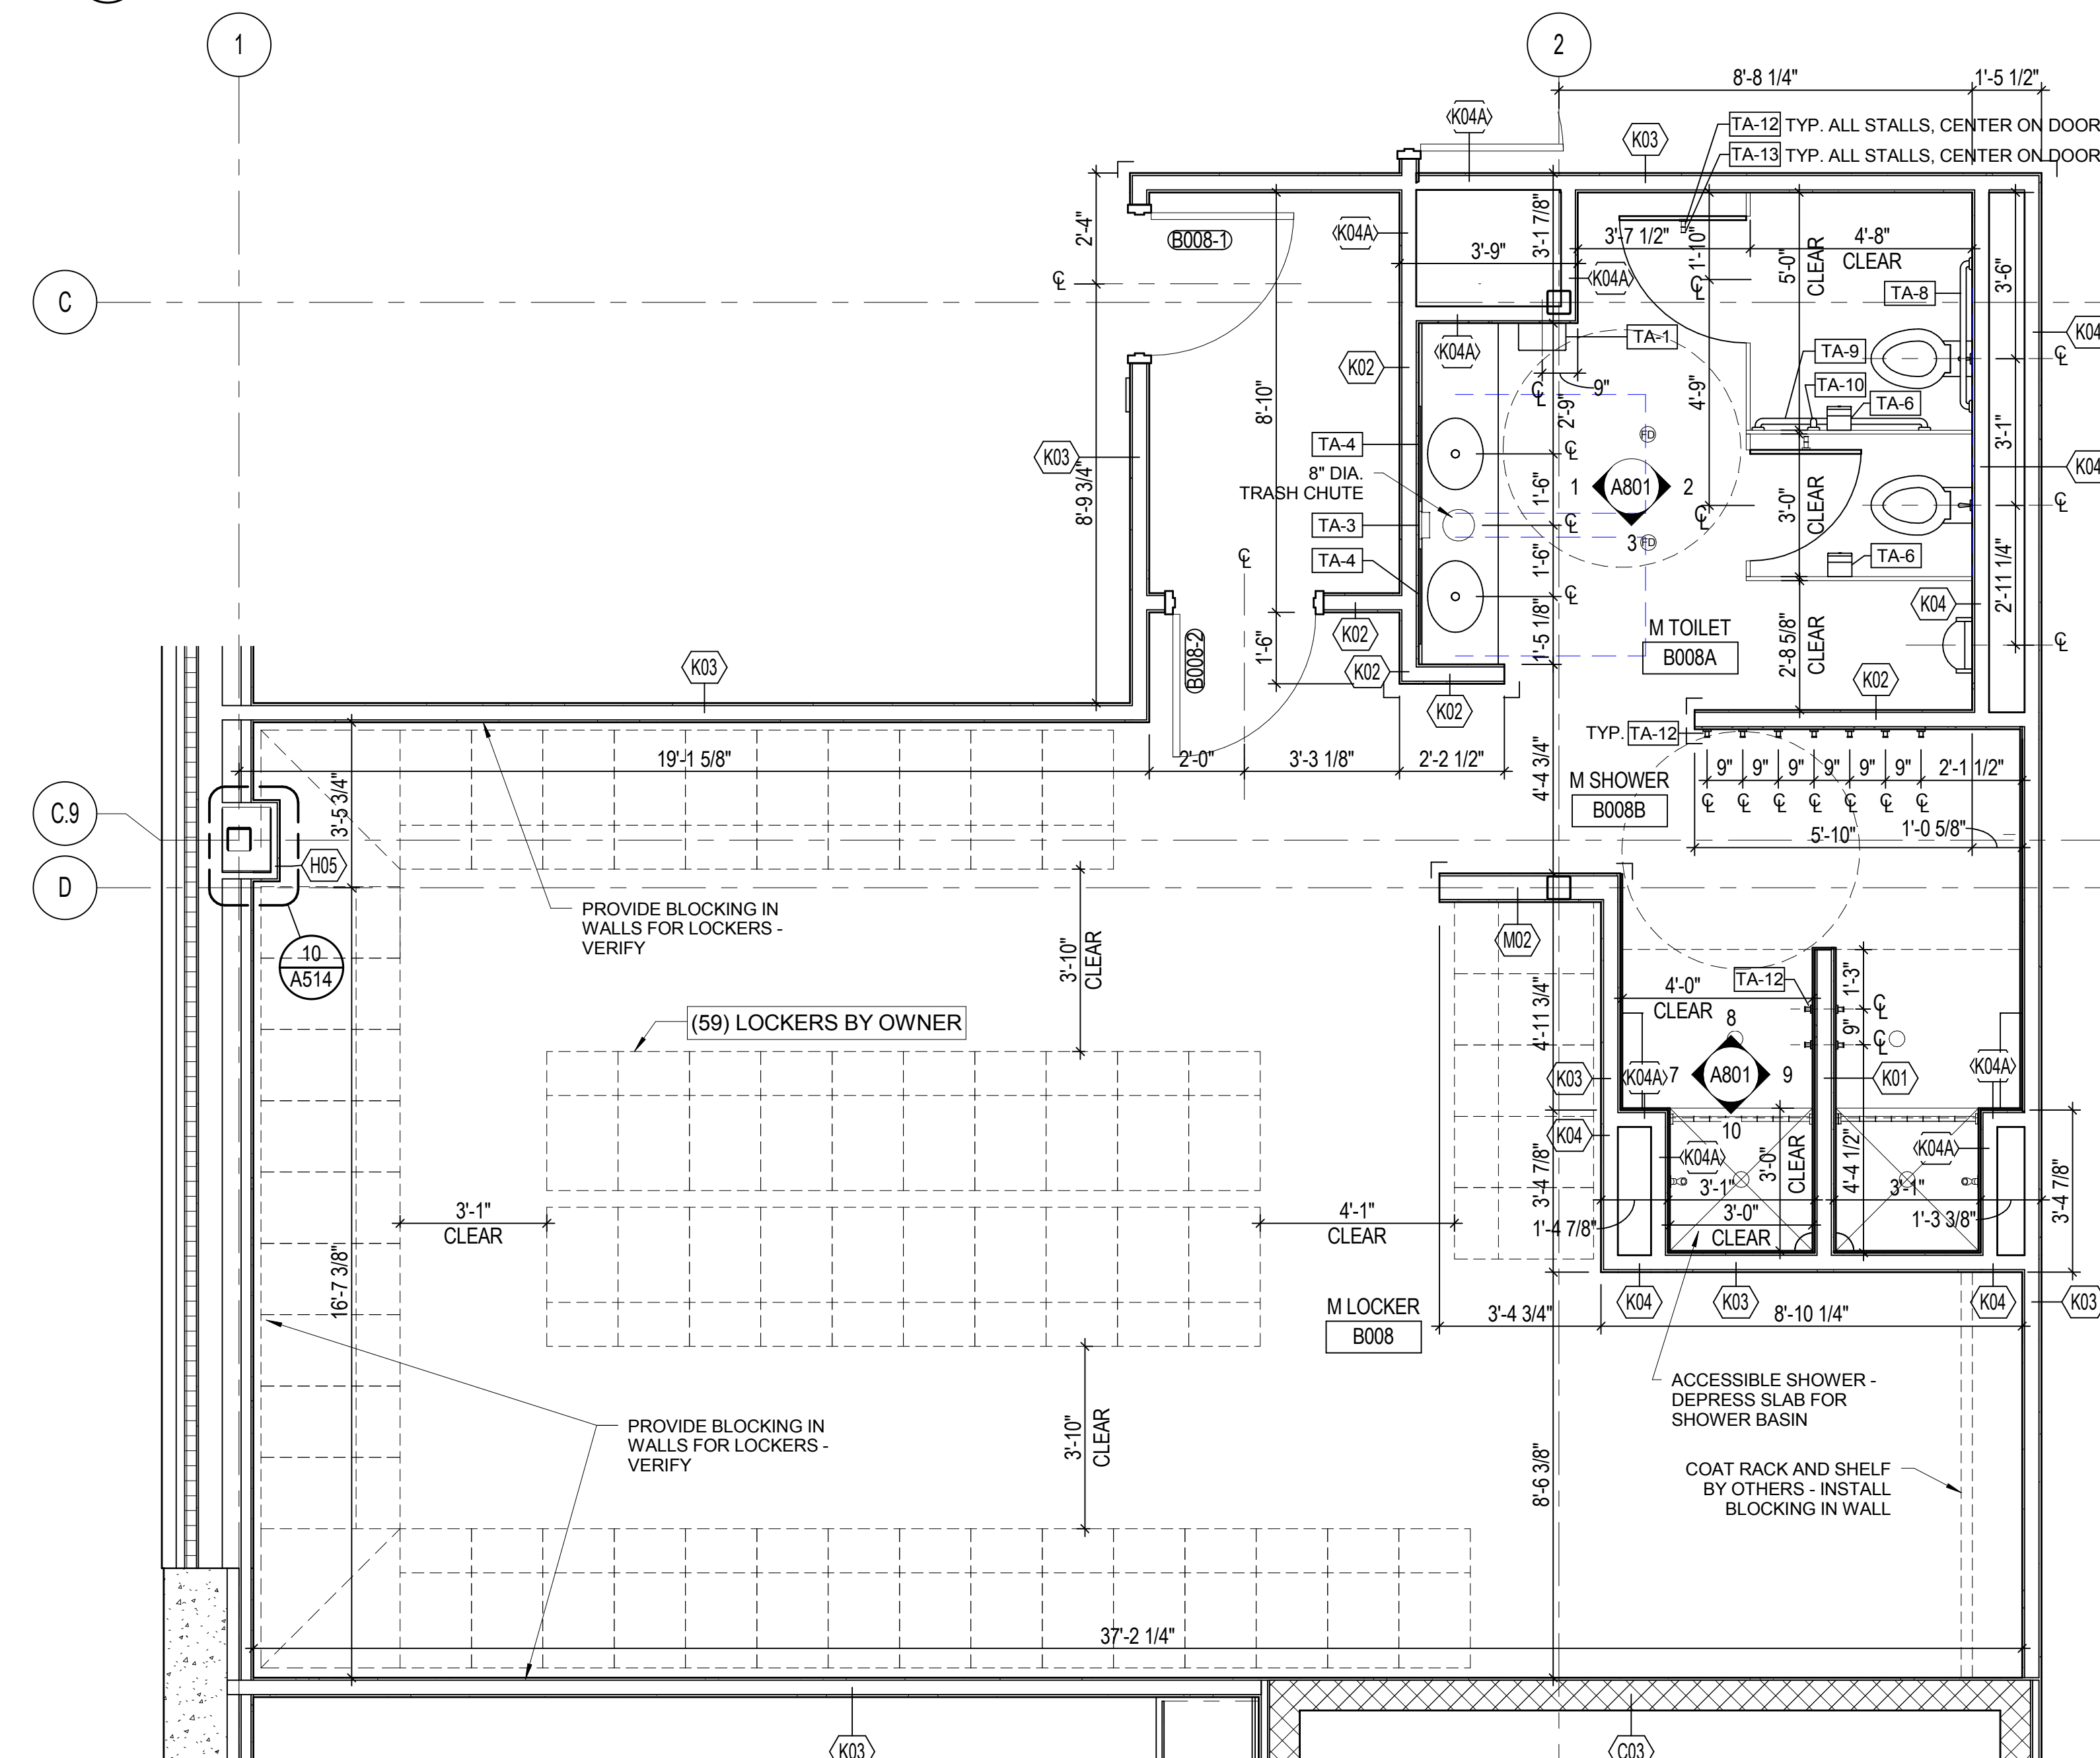 1
2
8'-8 1/4"
1'-5 1/2"
K04A
K03
TA-12 TYP. ALL STALLS, CENTER ON DOOR
TA-13 TYP. ALL STALLS, CENTER ON DOOR
2'-4"
B008-1
K04A
3'-9"
3'-1 7/8"
3'-7 1/2"
1'-10"
5'-0"
CLEAR
4'-8"
CLEAR
3'-6"
K04A
TA-8
C
K04
TA-1
K04A
K02
TA-9
TA-10
TA-6
9"
2'-9"
4'-9"
8'-10"
3'-1"
K03
8'-9 3/4"
TA-4
FD
K04
8" DIA.
TRASH CHUTE
1'-6"
1
A801
2
3
FD
3'-0"
CLEAR
TA-3
TA-4
1'-6"
TA-6
2'-11 1/4"
K04
K02
1'-6"
1'-5 1/8"
M TOILET
B008A
2'-8 5/8"
CLEAR
B008-2
K03
K02
K02
K02
TYP. TA-12
19'-1 5/8"
2'-0"
3'-3 1/8"
2'-2 1/2"
4'-4 3/4"
M SHOWER
B008B
9"
9"
9"
9"
9"
9"
2'-1 1/2"
5'-10"
1'-0 5/8"
C.9
3'-5 3/4"
H05
D
PROVIDE BLOCKING IN
WALLS FOR LOCKERS -
VERIFY
10
A514
3'-10"
CLEAR
M02
TA-12
1'-3"
4'-0"
CLEAR
(59) LOCKERS BY OWNER
4'-11 3/4"
8
9"
K03
K04A
7
A801
9
K01
K04A
K04
10
K04A
3'-0"
CLEAR
4'-4 1/2"
K04A
3'-4 7/8"
3'-1"
3'-1"
3'-4 7/8"
3'-1"
CLEAR
4'-1"
CLEAR
1'-4 7/8"
3'-0"
CLEAR
1'-3 3/8"
16'-7 3/8"
M LOCKER
B008
3'-4 3/4"
K04
K03
8'-10 1/4"
K04
K03
ACCESSIBLE SHOWER -
DEPRESS SLAB FOR
SHOWER BASIN
PROVIDE BLOCKING IN
WALLS FOR LOCKERS -
VERIFY
3'-10"
CLEAR
8'-6 3/8"
COAT RACK AND SHELF
BY OTHERS - INSTALL
BLOCKING IN WALL
37'-2 1/4"
K03
C03